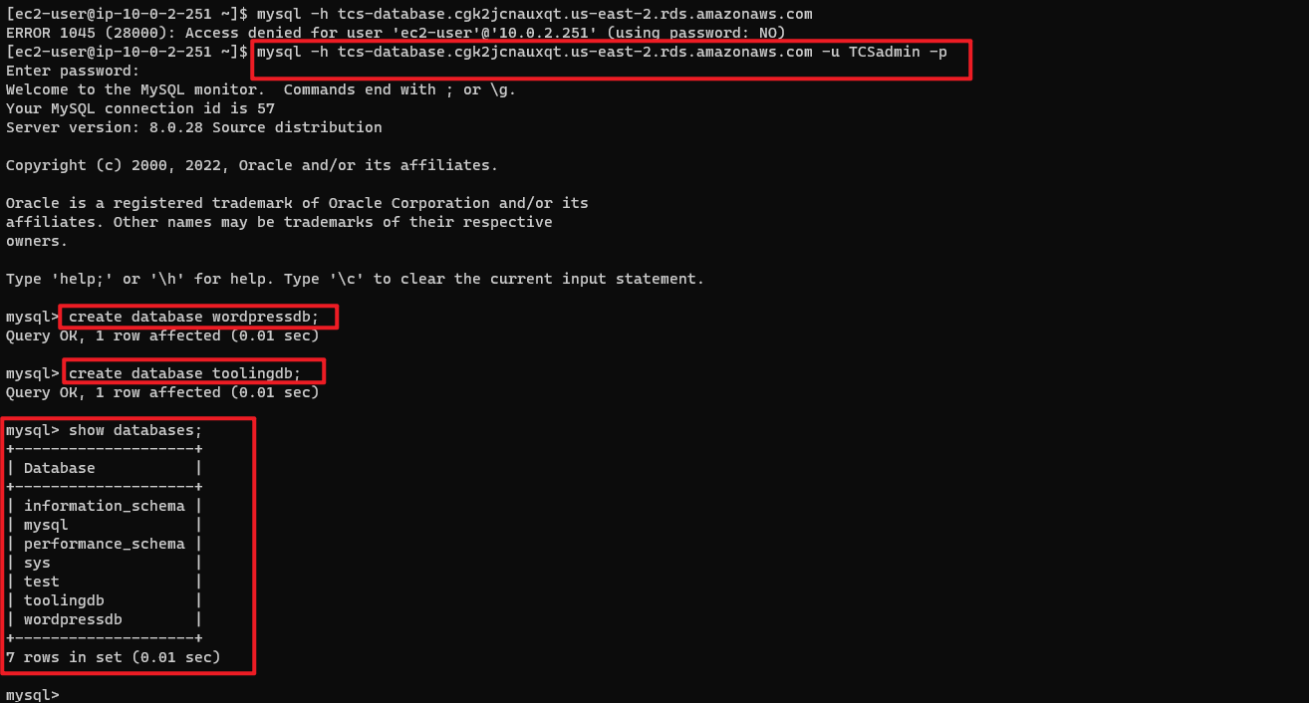 [ec2-user@ip-10-0-2-251 ~]$ mysql -h tcs-database.cgk2jcnauxqt.us-east-2.rds.amazonaws.com
ERROR 1045 (28000): Access denied for user 'ec2-user'@'10.0.2.251' (using password: NO)
[ec2-user@ip-10-0-2-251 ~]$ mysql -h tcs-database.cgk2jcnauxqt.us-east-2.rds.amazonaws.com -u TCSadmin -p
Enter password:
Welcome to the MySQL monitor.  Commands end with ; or \g.
Your MySQL connection id is 57
Server version: 8.0.28 Source distribution
Copyright (c) 2000, 2022, Oracle and/or its affiliates.
Oracle is a registered trademark of Oracle Corporation and/or its
affiliates. Other names may be trademarks of their respective
owners.
Type 'help;' or '\h' for help. Type '\c' to clear the current input statement.
mysql> create database wordpressdb;
Query OK, 1 row affected (0.01 sec)
mysql> create database toolingdb;
Query OK, 1 row affected (0.01 sec)
mysql> show databases;
+--------------------+
| Database           |
+--------------------+
| information_schema |
| mysql              |
| performance_schema |
| sys                |
| test               |
| toolingdb          |
| wordpressdb        |
+--------------------+
7 rows in set (0.01 sec)
mysql>